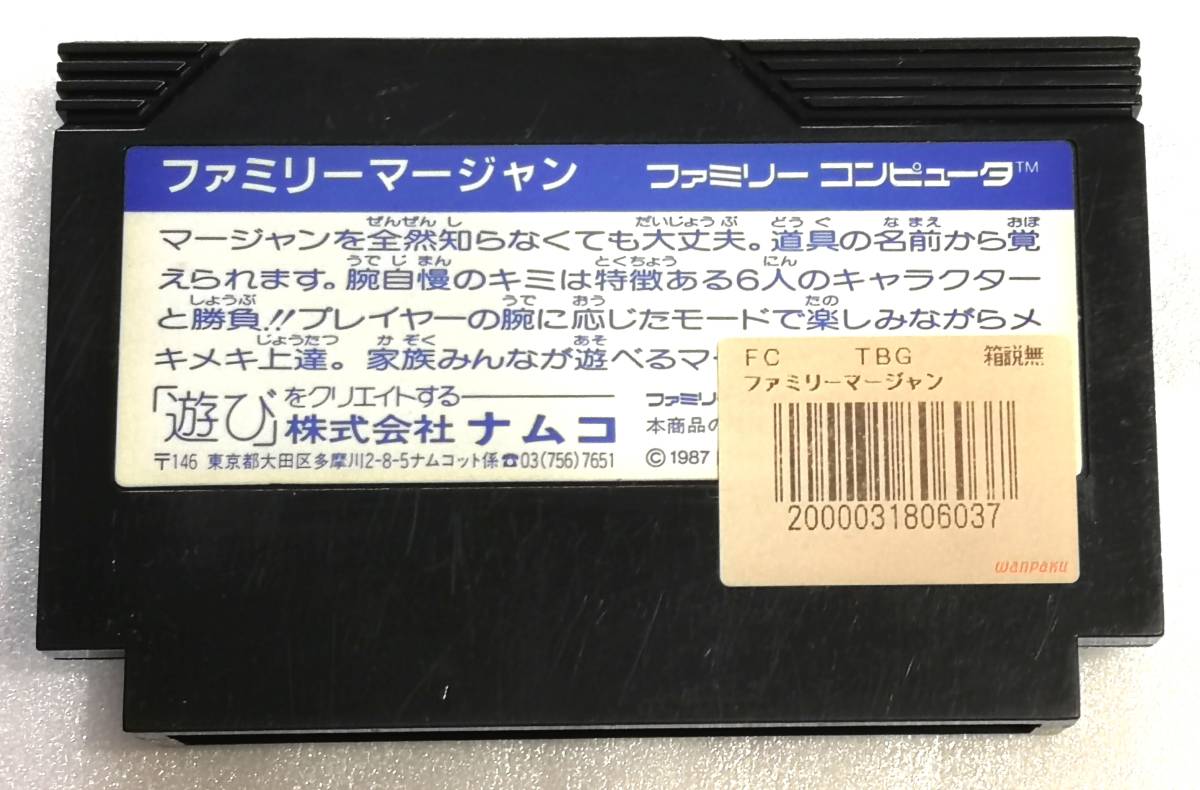 ファミリーマージャン ファミリー コンピュータ™
ぜんぜん し だいじょうぶ どうぐ なまえ おぼ
マージャンを全然知らなくても大丈夫。道具の名前から覚
うでじまん とくちょう にん
えられます。腕自慢のキミは特徴ある6人のキャラクター
しょうぶ うで おう たの
と勝負!!プレイヤーの腕に応じたモードで楽しみながらメ
じょうたつ かぞく あそ
キメキ上達。家族みんなが遊べるマー
「遊び」をクリエイトする
株式会社ナムコ
〒146 東京都大田区多摩川2-8-5ナムコット係☎03(756)7651
ファミリ
本商品の
©1987
FC TBG 箱説無
ファミリーマージャン
2000031806037
wanpaku